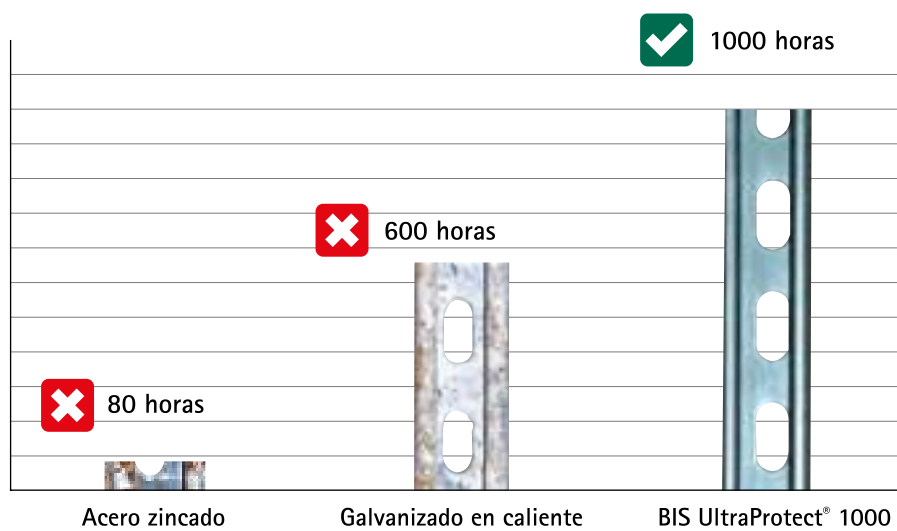 1000 horas
600 horas
80 horas
Acero zincado
Galvanizado en caliente
BIS UltraProtect® 1000